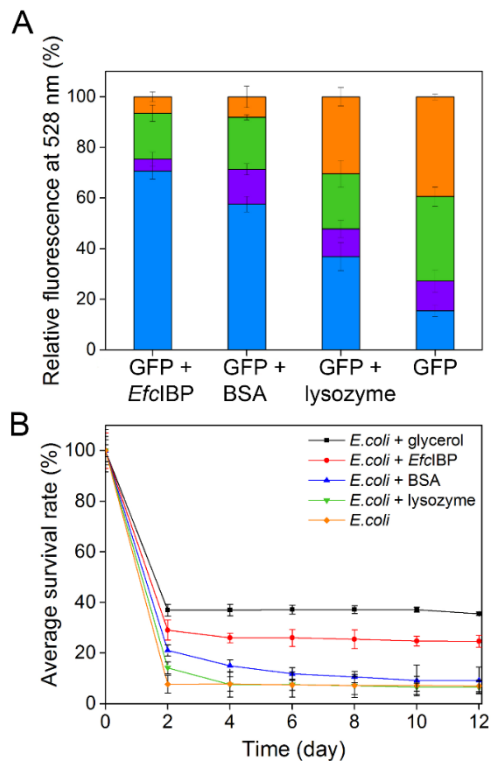 A
Relative fluorescence at 528 nm (%)
100
80
60
40
20
0
GFP + EfcIBP
GFP + BSA
GFP + lysozyme
GFP
B
Average survival rate (%)
100
80
60
40
20
0
E.coli + glycerol
E.coli + EfcIBP
E.coli + BSA
E.coli + lysozyme
E.coli
0 2 4 6 8 10 12
Time (day)